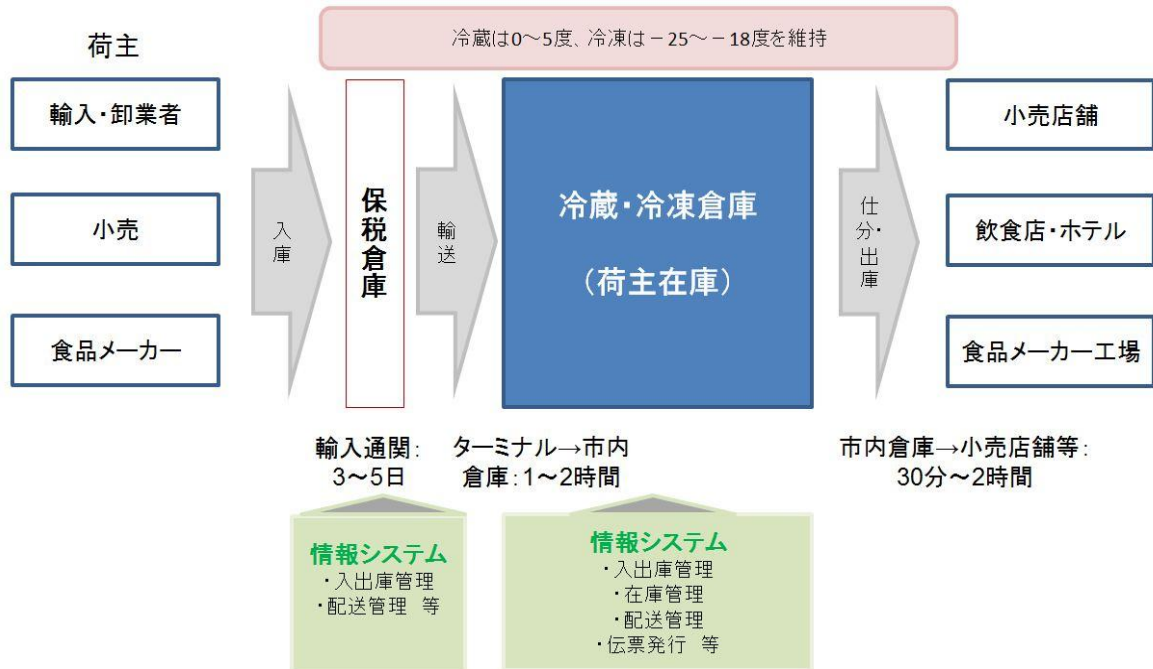 冷蔵は0～5度、冷凍は－25～－18度を維持
荷主
輸入・卸業者
小売
食品メーカー
入庫
保税倉庫
輸送
冷蔵・冷凍倉庫
（荷主在庫）
仕分・出庫
小売店舗
飲食店・ホテル
食品メーカー工場
輸入通関：
3～5日
ターミナル→市内
倉庫：1～2時間
市内倉庫→小売店舗等：
30分～2時間
情報システム
・入出庫管理
・配送管理 等
情報システム
・入出庫管理
・在庫管理
・配送管理
・伝票発行 等